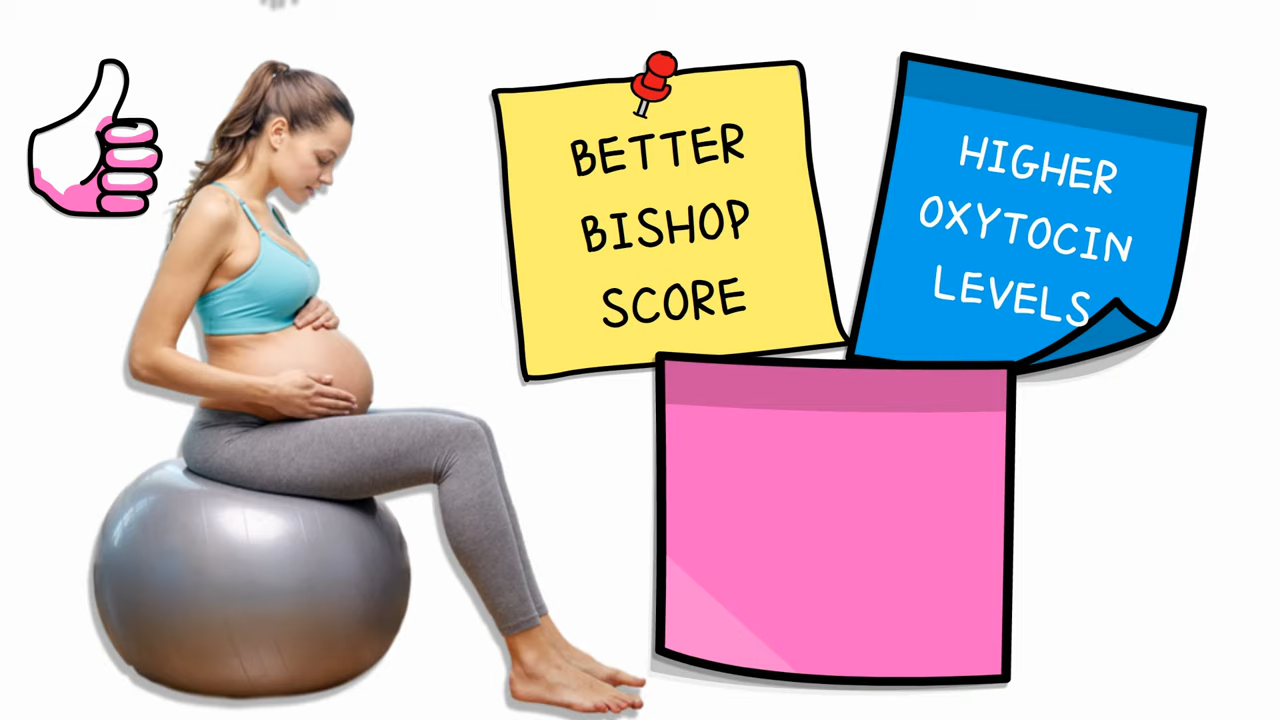 BETTER
BISHOP
SCORE
HIGHER
OXYTOCIN
LEVELS